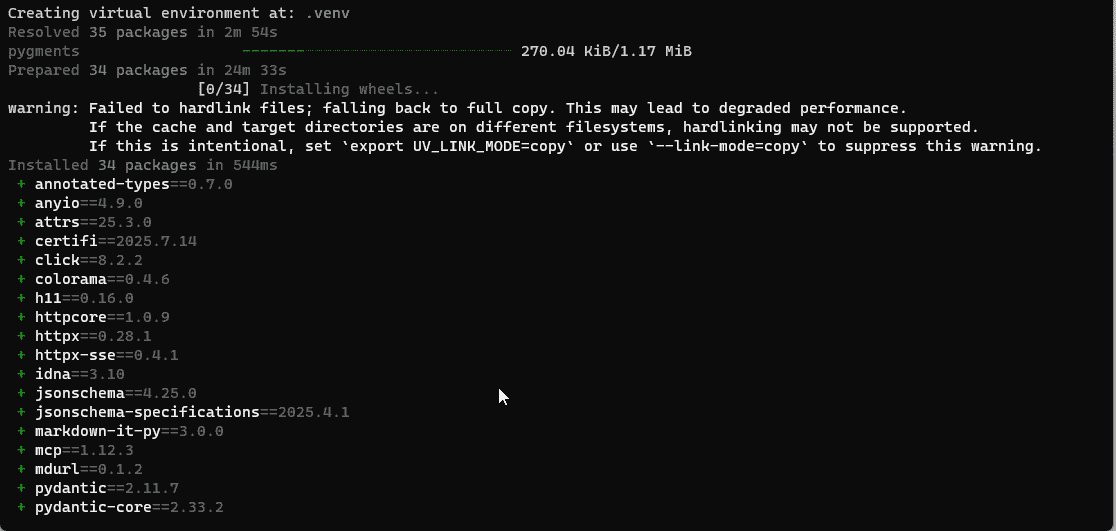 Creating virtual environment at: .venv
Resolved 35 packages in 2m 54s
pygments ------------------------------ 270.04 KiB/1.17 MiB
Prepared 34 packages in 24m 33s
[0/34] Installing wheels...
warning: Failed to hardlink files; falling back to full copy. This may lead to degraded performance.
If the cache and target directories are on different filesystems, hardlinking may not be supported.
If this is intentional, set `export UV_LINK_MODE=copy` or use `--link-mode=copy` to suppress this warning.
Installed 34 packages in 544ms
+ annotated-types==0.7.0
+ anyio==4.9.0
+ attrs==25.3.0
+ certifi==2025.7.14
+ click==8.2.2
+ colorama==0.4.6
+ h11==0.16.0
+ httpcore==1.0.9
+ httpx==0.28.1
+ httpx-sse==0.4.1
+ idna==3.10
+ jsonschema==4.25.0
+ jsonschema-specifications==2025.4.1
+ markdown-it-py==3.0.0
+ mcp==1.12.3
+ mdurl==0.1.2
+ pydantic==2.11.7
+ pydantic-core==2.33.2